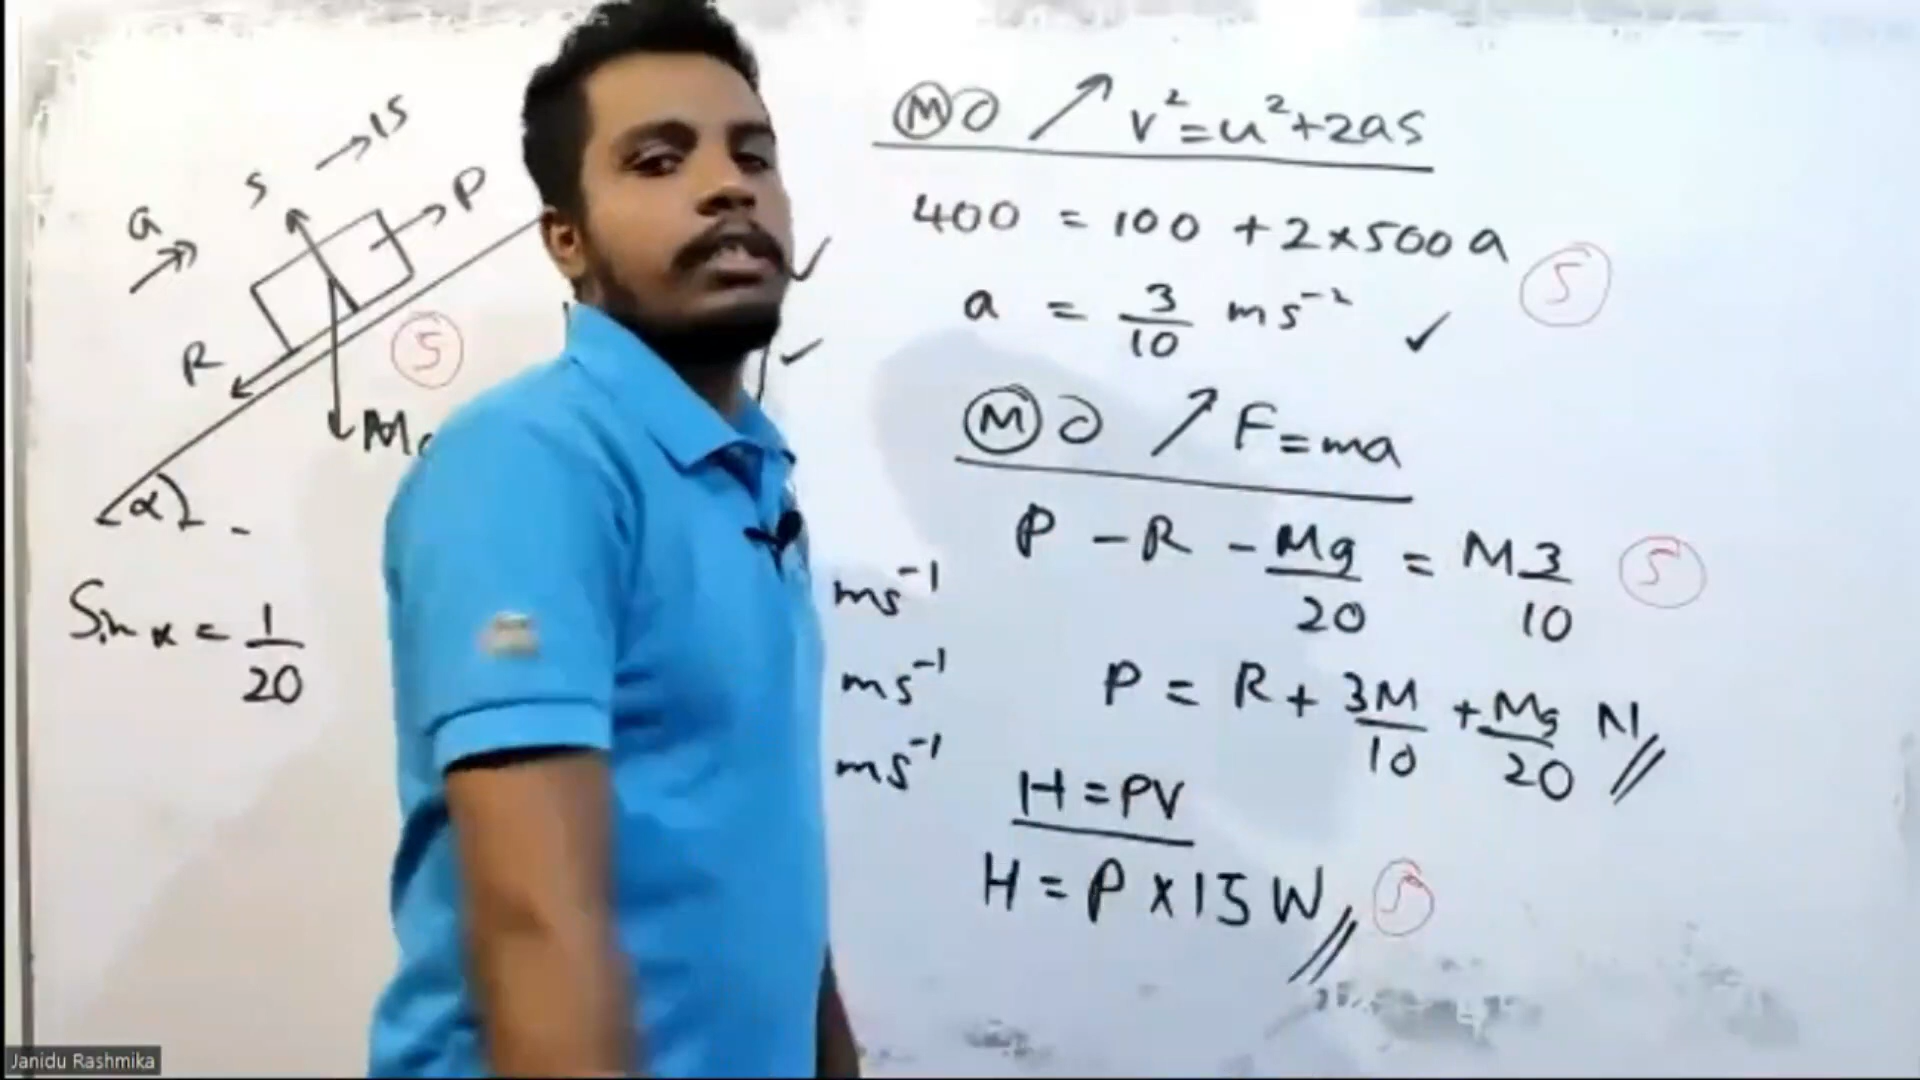 a
S
→ 15
P
R
5
M
α
Sin α = 1/20
ms⁻¹
ms⁻¹
ms⁻¹
Ⓜ ↗ v² = u² + 2as
400 = 100 + 2×500 a
5
a = 3/10 ms⁻²
Ⓜ ↗ F = ma
P - R - Mg/20 = M 3/10
5
P = R + 3M/10 + Mg/20 N
H = PV
H = P × 15 W
5
Janidu Rashmika